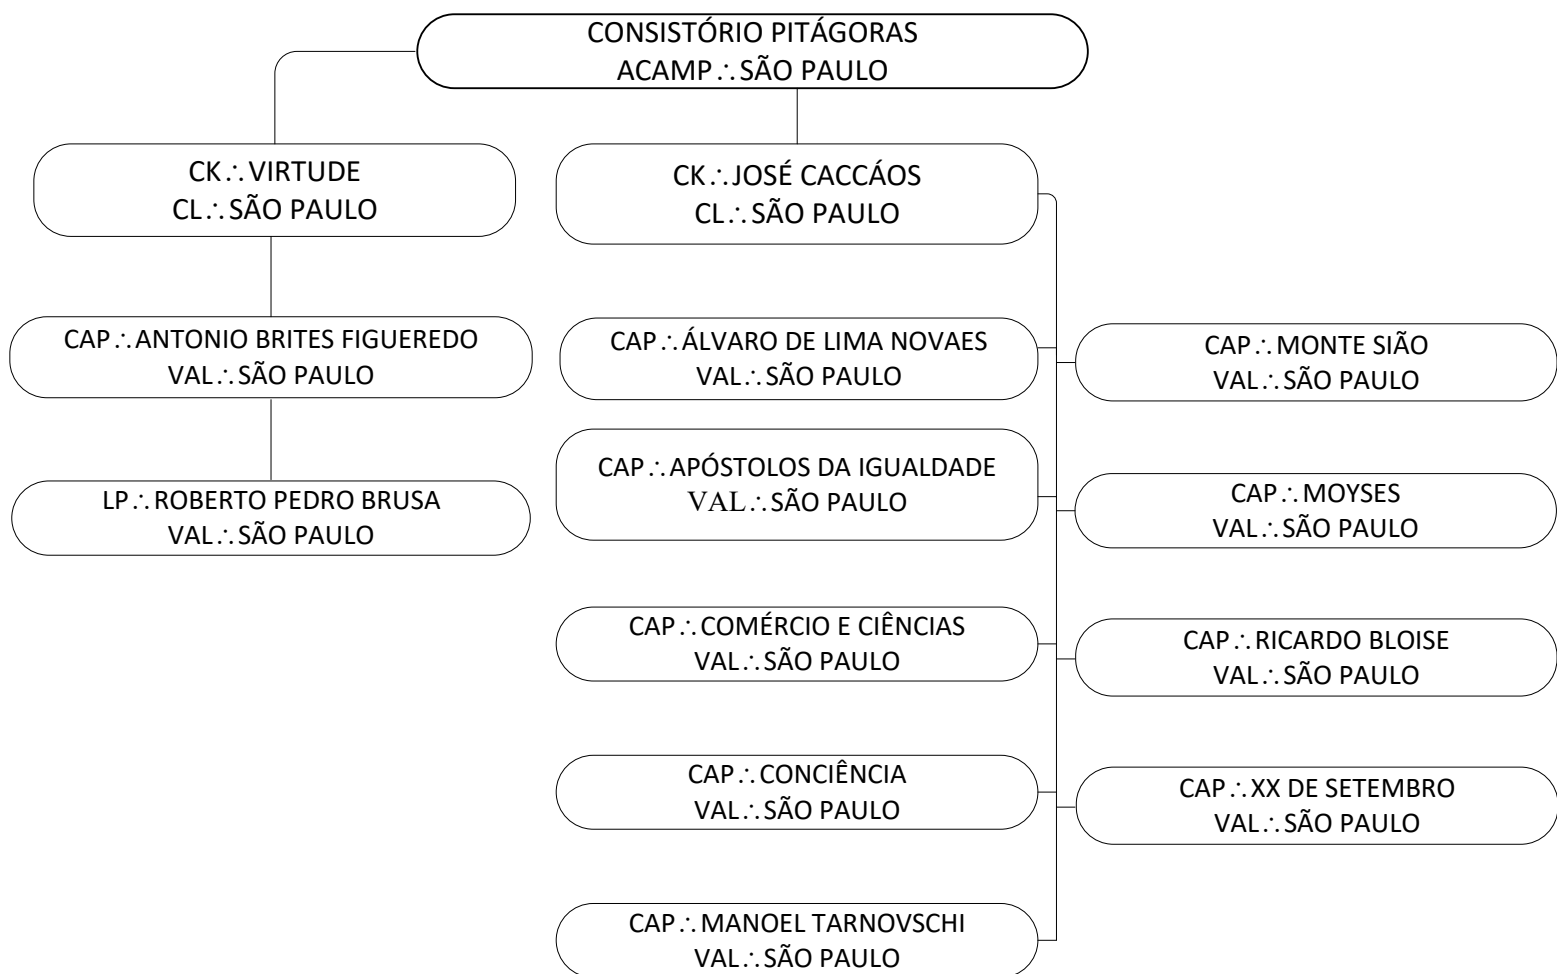 CONSISTÓRIO PITÁGORAS
ACAMP∴SÃO PAULO
CK∴VIRTUDE
CL∴SÃO PAULO
CK∴JOSÉ CACCÁOS
CL∴SÃO PAULO
CAP∴ANTONIO BRITES FIGUEREDO
VAL∴SÃO PAULO
LP∴ROBERTO PEDRO BRUSA
VAL∴SÃO PAULO
CAP∴ÁLVARO DE LIMA NOVAES
VAL∴SÃO PAULO
CAP∴MONTE SIÃO
VAL∴SÃO PAULO
CAP∴APÓSTOLOS DA IGUALDADE
VAL∴SÃO PAULO
CAP∴MOYSES
VAL∴SÃO PAULO
CAP∴COMÉRCIO E CIÊNCIAS
VAL∴SÃO PAULO
CAP∴RICARDO BLOISE
VAL∴SÃO PAULO
CAP∴CONCIÊNCIA
VAL∴SÃO PAULO
CAP∴XX DE SETEMBRO
VAL∴SÃO PAULO
CAP∴MANOEL TARNOVSCHI
VAL∴SÃO PAULO